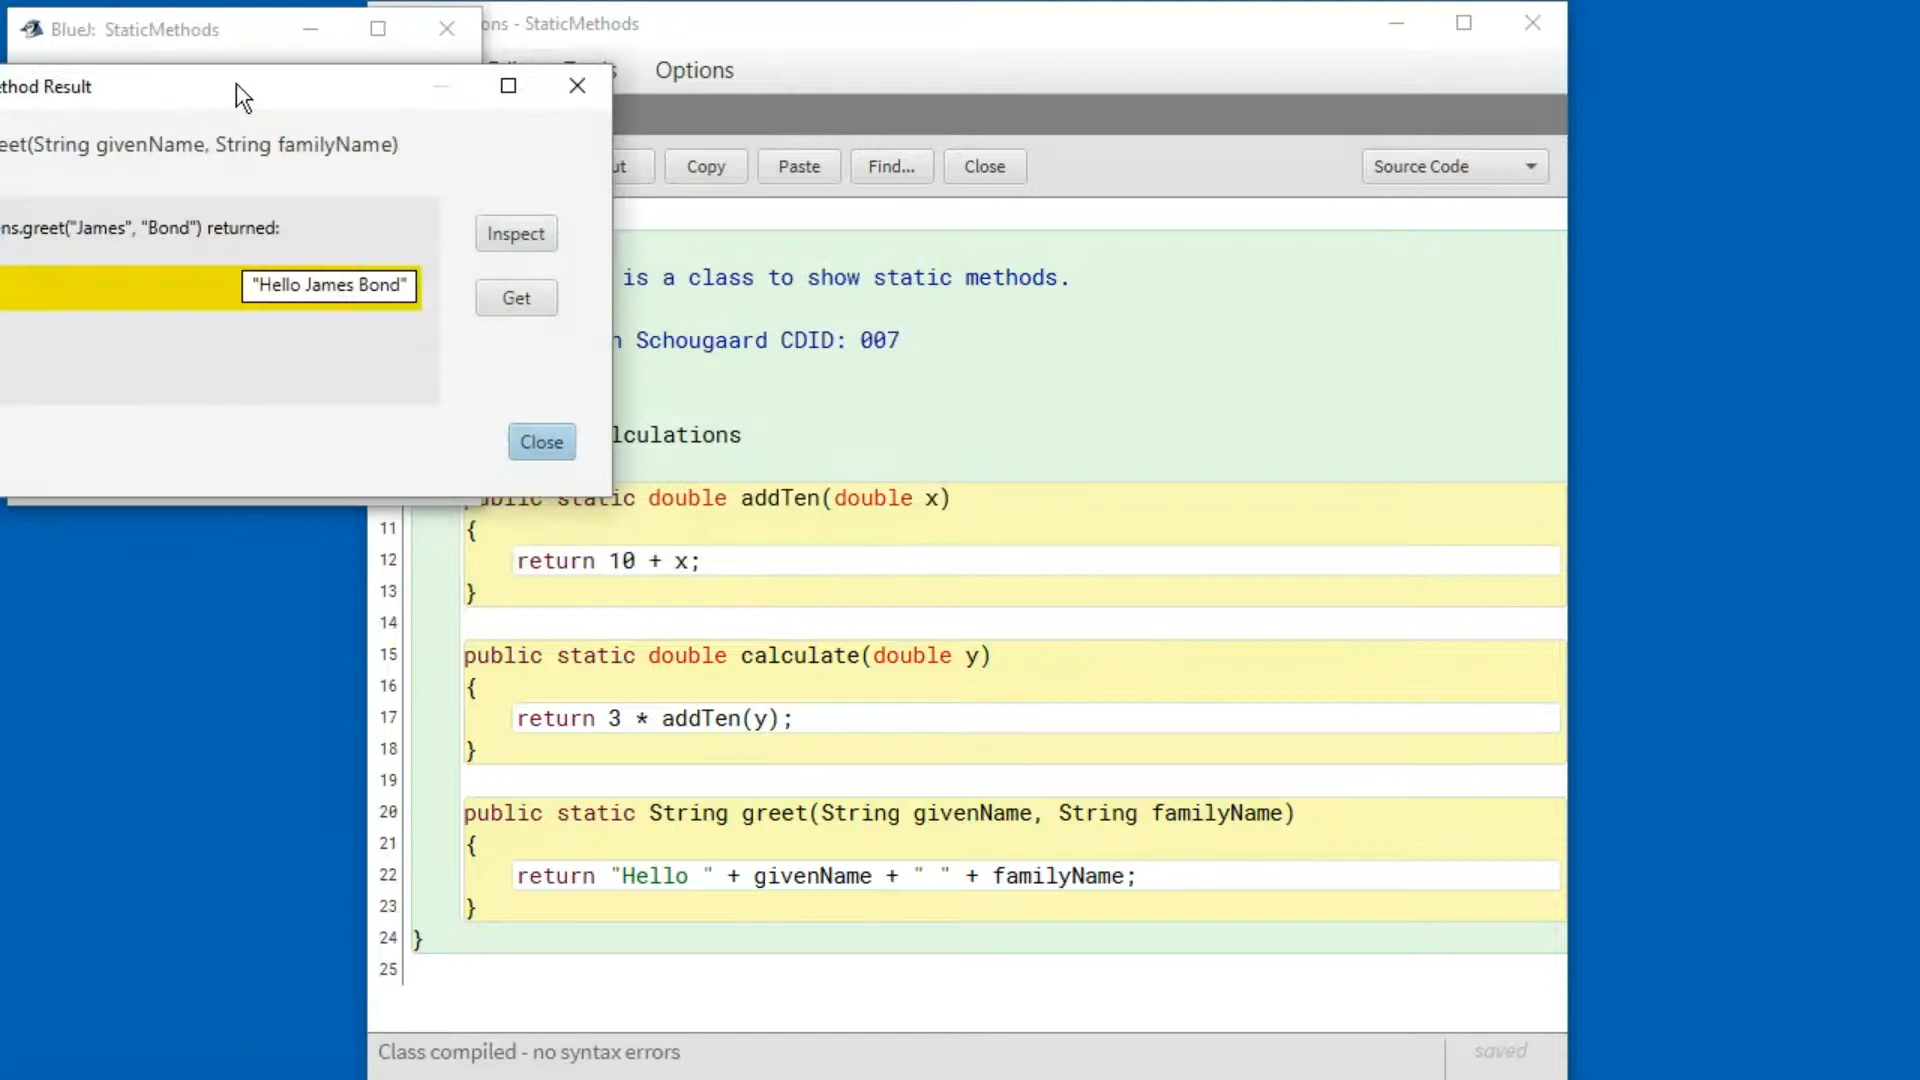 BlueJ: StaticMethods
ons - StaticMethods
Options
thod Result
eet(String givenName, String familyName)
ut
Copy
Paste
Find...
Close
Source Code
ns.greet("James", "Bond") returned:
Inspect
"Hello James Bond"
Get
is a class to show static methods.
n Schougaard CDID: 007
Close
lculations
public static double addTen(double x)
11 {
12 return 10 + x;
13 }
14
15 public static double calculate(double y)
16 {
17 return 3 * addTen(y);
18 }
19
20 public static String greet(String givenName, String familyName)
21 {
22 return "Hello " + givenName + " " + familyName;
23 }
24 }
25
Class compiled - no syntax errors
saved